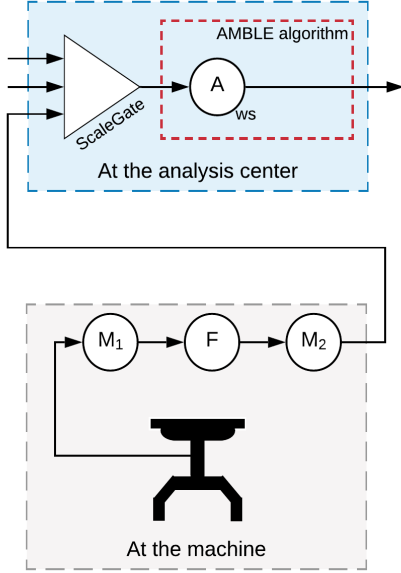 AMBLE algorithm
A
ws
ScaleGate
At the analysis center
M₁
F
M₂
At the machine